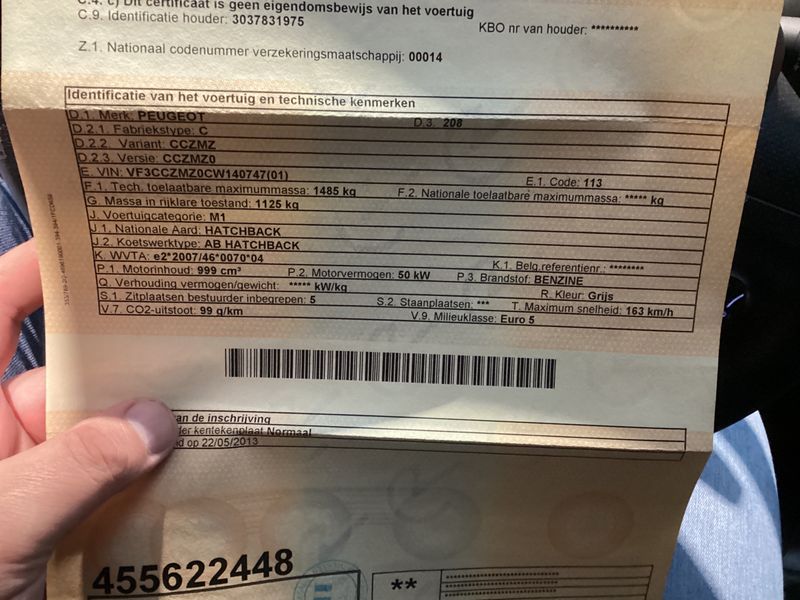 C.4. c) Dit certificaat is geen eigendomsbewijs van het voertuig
C.9. Identificatie houder: 3037831975
KBO nr van houder: **********
Z.1. Nationaal codenummer verzekeringsmaatschappij: 00014
Identificatie van het voertuig en technische kenmerken
D.1. Merk: PEUGEOT D.3. 208
D.2.1. Fabriekstype: C
D.2.2. Variant: CCZMZ
D.2.3. Versie: CCZMZ0
E. VIN: VF3CCZMZ0CW140747(01) E.1. Code: 113
F.1. Tech. toelaatbare maximummassa: 1485 kg F.2. Nationale toelaatbare maximummassa: ***** kg
G. Massa in rijklare toestand: 1125 kg
J. Voertuigcategorie: M1
J.1. Nationale Aard: HATCHBACK
J.2. Koetswerktype: AB HATCHBACK
K. WVTA: e2*2007/46*0070*04 K.1. Belg.referentienr.: ********
P.1. Motorinhoud: 999 cm³ P.2. Motorvermogen: 50 kW P.3. Brandstof: BENZINE
Q. Verhouding vermogen/gewicht: ***** kW/kg R. Kleur: Grijs
S.1. Zitplaatsen bestuurder inbegrepen: 5 S.2. Staanplaatsen: *** T. Maximum snelheid: 163 km/h
V.7. CO2-uitstoot: 99 g/km V.9. Milieuklasse: Euro 5
van de inschrijving
kentekenplaat Normaal
op 22/05/2013
455622448
**